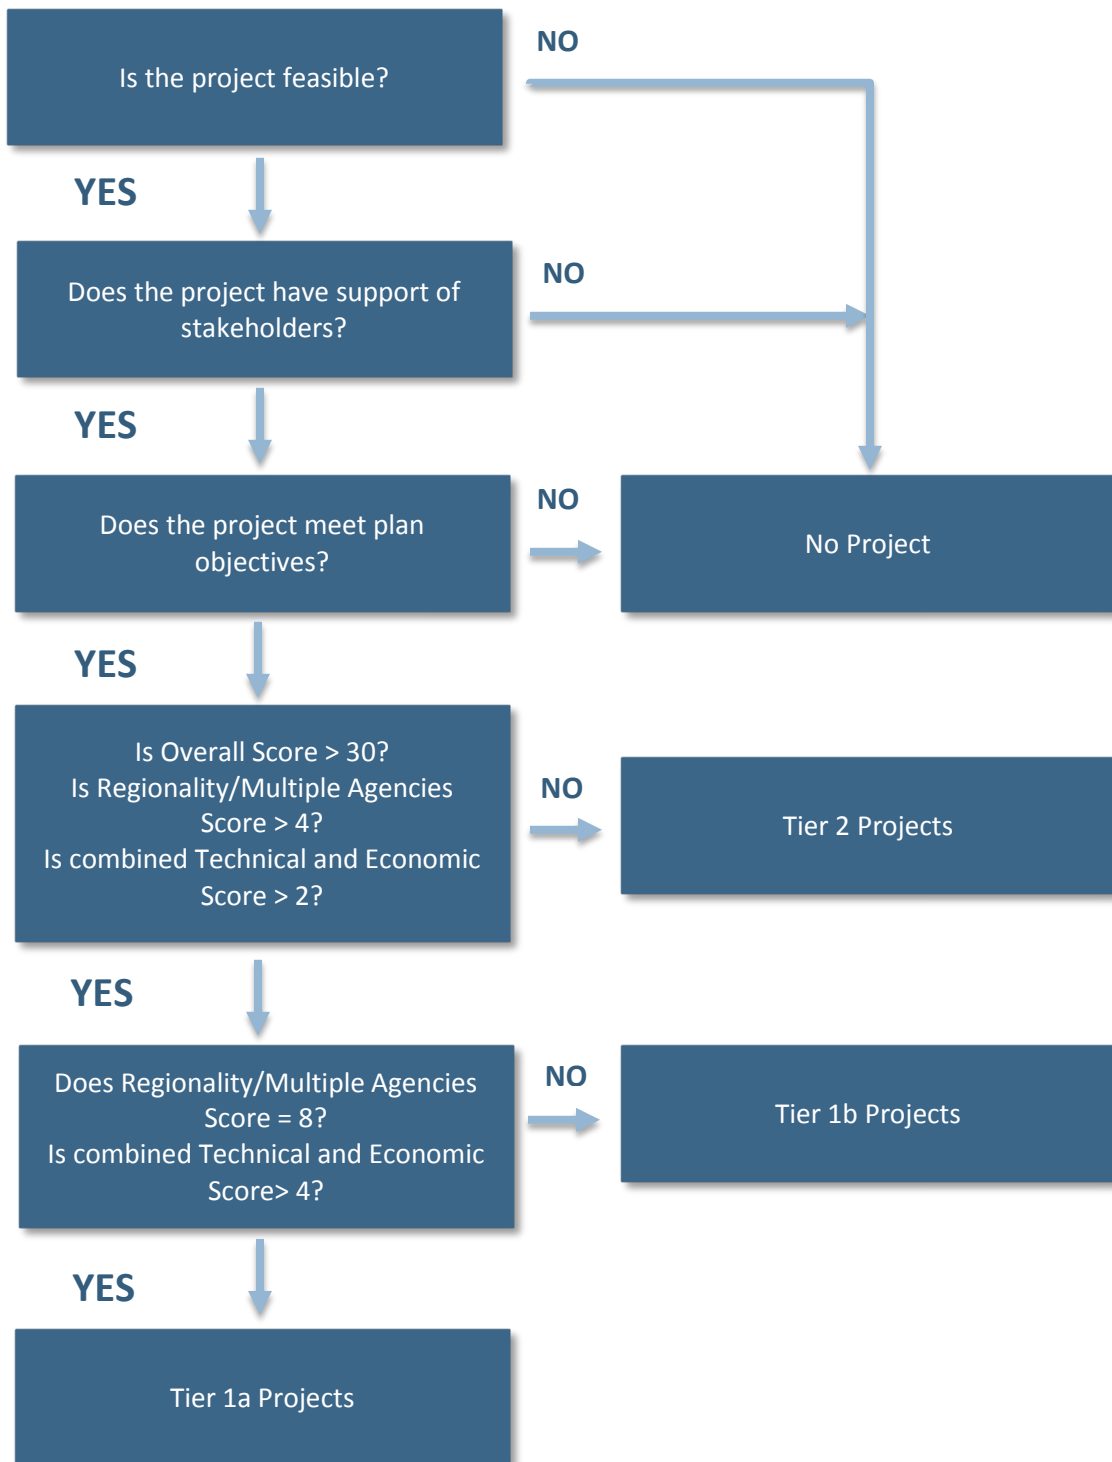 Is the project feasible?
NO
YES
Does the project have support of
stakeholders?
NO
YES
Does the project meet plan
objectives?
NO
No Project
YES
Is Overall Score > 30?
Is Regionality/Multiple Agencies
Score > 4?
Is combined Technical and Economic
Score > 2?
NO
Tier 2 Projects
YES
Does Regionality/Multiple Agencies
Score = 8?
Is combined Technical and Economic
Score> 4?
NO
Tier 1b Projects
YES
Tier 1a Projects